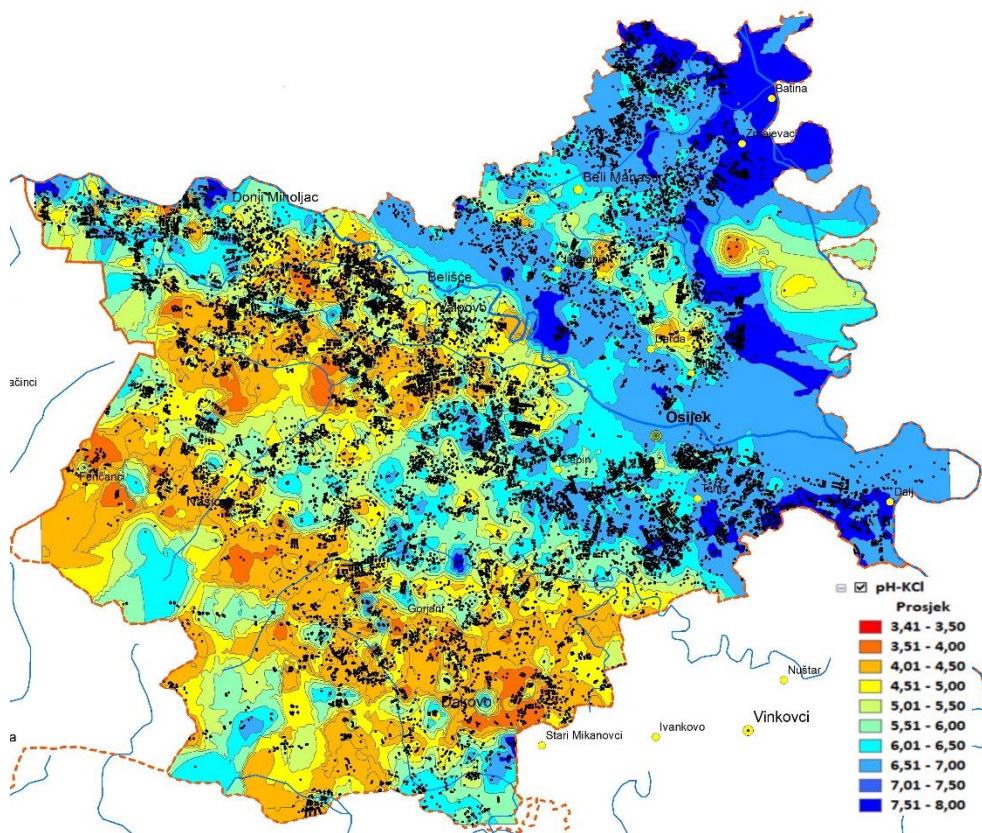 Batina
Zmajevac
Beli Manastir
Donji Miholjac
Belišće
Valpovo
Darda
ačinci
Osijek
Čepin
Feričanci
Tenja
Dalj
Našice
pH-KCl
Prosjek
3,41 - 3,50
3,51 - 4,00
4,01 - 4,50
4,51 - 5,00
5,01 - 5,50
5,51 - 6,00
6,01 - 6,50
6,51 - 7,00
7,01 - 7,50
7,51 - 8,00
Gorjani
Nuštar
Đakovo
Vinkovci
Ivankovo
Stari Mikanovci
a